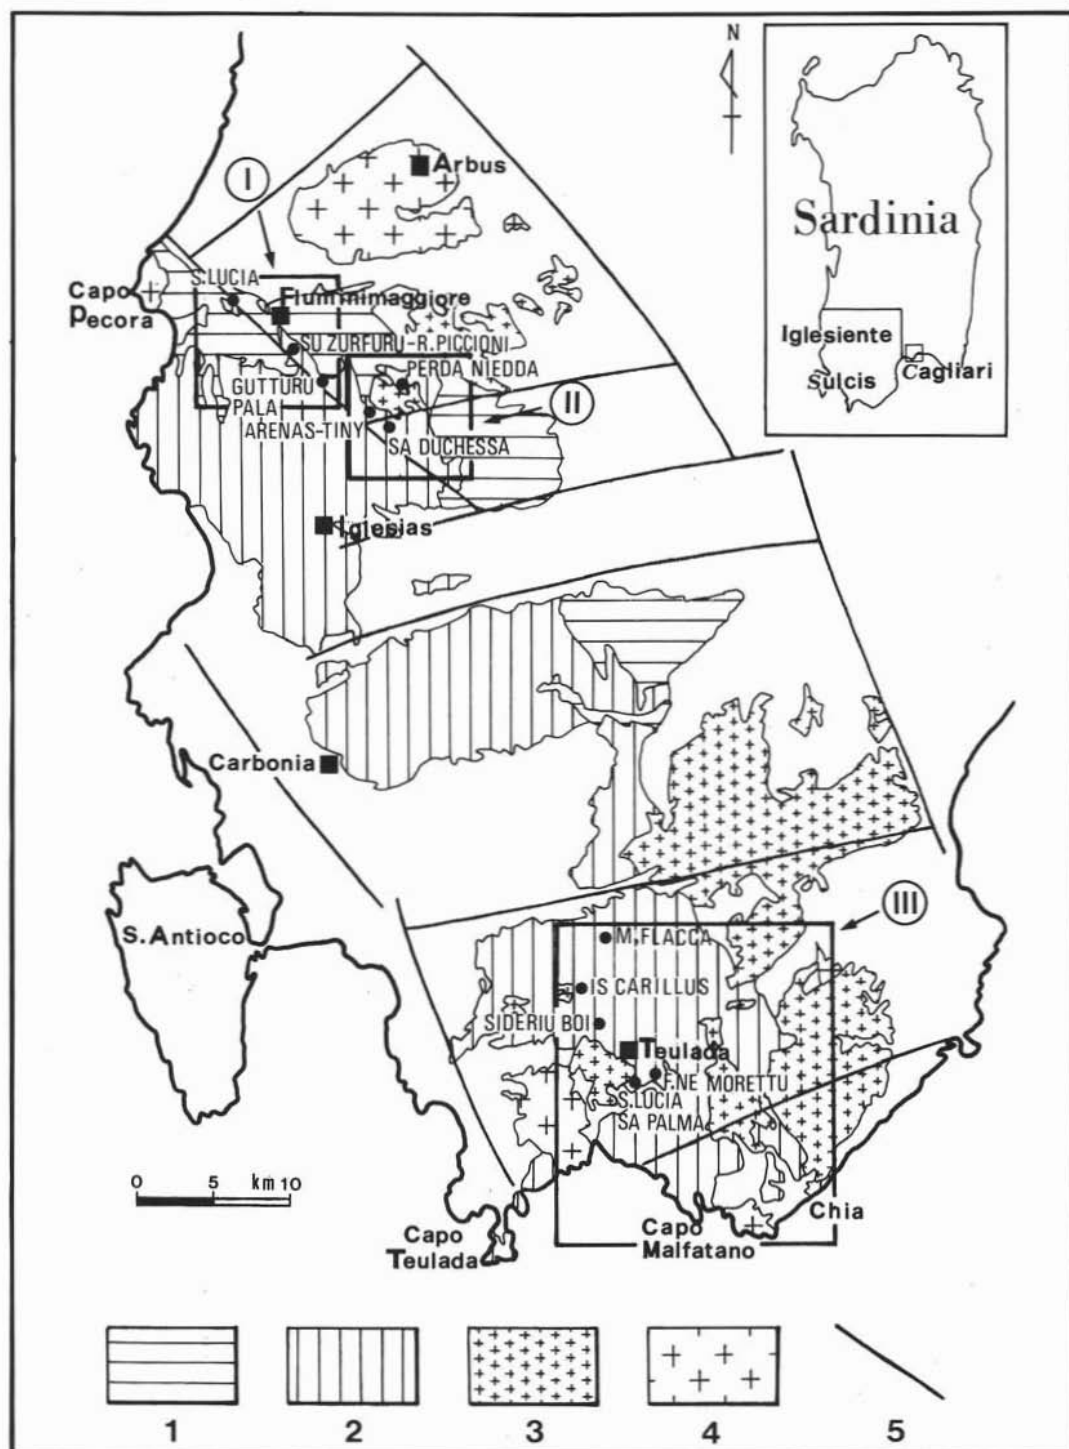 N
Arbus
I
Sardinia
S.LUCIA
Capo
Pecora
Fluminimaggiore
SU ZURFURU-R.PICCIONI
Iglesiente
PERDA NIEDDA
Cagliari
Sulcis
GUTTURU
PALA
II
ARENAS-TINY
SA DUCHESSA
Iglesias
Carbonia
III
S.Antioco
M.FLACCA
IS CARILLUS
SIDERIU BOI
Teulada
F.NE MORETTU
S.LUCIA
SA PALMA
0 5 km 10
Chia
Capo
Teulada
Capo
Malfatano
1 2 3 4 5